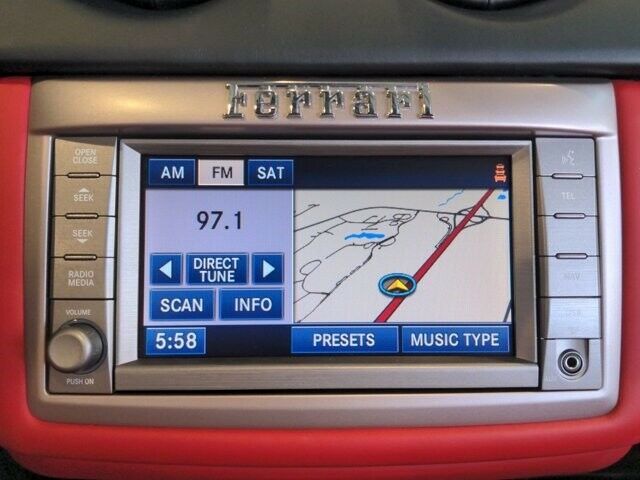 Ferrari
OPEN
CLOSE
SEEK
SEEK
RADIO
MEDIA
VOLUME
PUSH ON
AM
FM
SAT
97.1
DIRECT
TUNE
SCAN
INFO
5:58
PRESETS
MUSIC TYPE
TEL
NAV